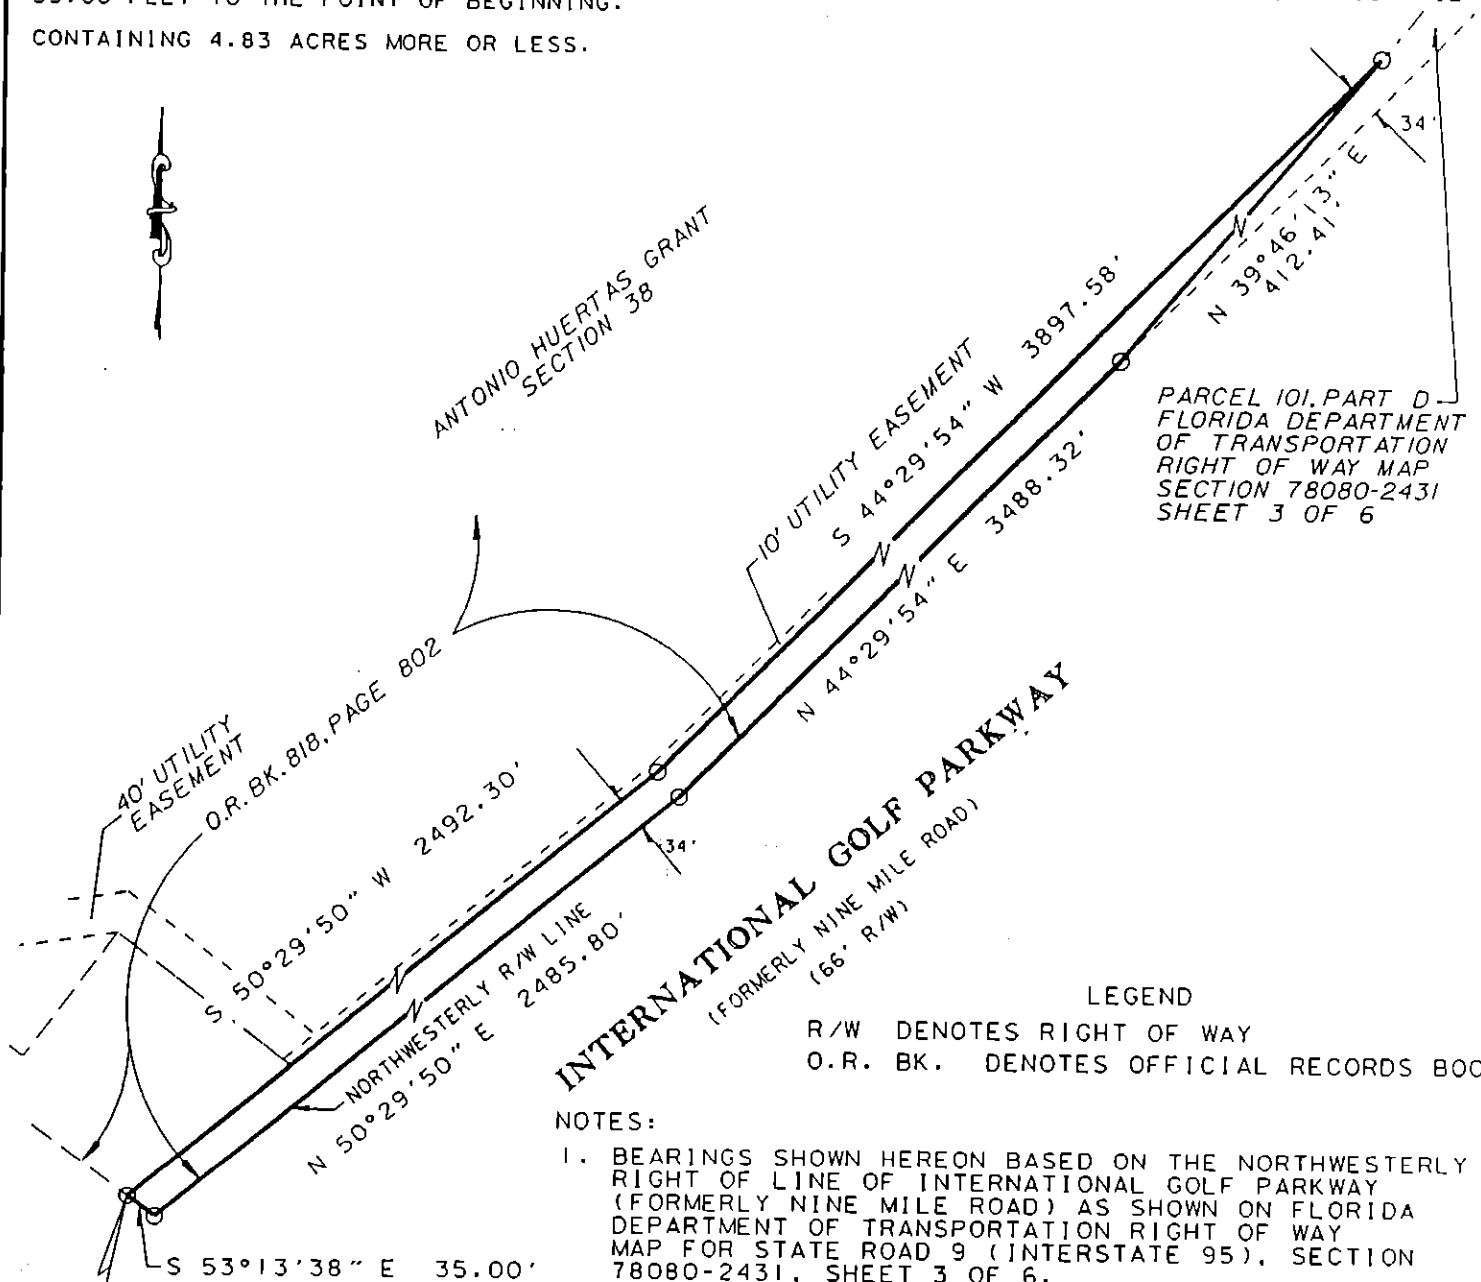 CONTAINING 4.83 ACRES MORE OR LESS.
34'
N 39°46'13" E
412.41'
ANTONIO HUERTAS GRANT
SECTION 38
S 44°29'54" W 3897.58'
10' UTILITY EASEMENT
N 44°29'54" E 3488.32'
PARCEL 101, PART D
FLORIDA DEPARTMENT
OF TRANSPORTATION
RIGHT OF WAY MAP
SECTION 78080-2431
SHEET 3 OF 6
O.R. BK. 818, PAGE 802
40' UTILITY
EASEMENT
S 50°29'50" W 2492.30'
34'
NORTHWESTERLY R/W LINE
N 50°29'50" E 2485.80'
INTERNATIONAL GOLF PARKWAY
(FORMERLY NINE MILE ROAD)
(66' R/W)
LEGEND
R/W DENOTES RIGHT OF WAY
O.R. BK. DENOTES OFFICIAL RECORDS BOO
NOTES:
1. BEARINGS SHOWN HEREON BASED ON THE NORTHWESTERLY
RIGHT OF LINE OF INTERNATIONAL GOLF PARKWAY
(FORMERLY NINE MILE ROAD) AS SHOWN ON FLORIDA
DEPARTMENT OF TRANSPORTATION RIGHT OF WAY
MAP FOR STATE ROAD 9 (INTERSTATE 95), SECTION
78080-2431, SHEET 3 OF 6.
S 53°13'38" E 35.00'